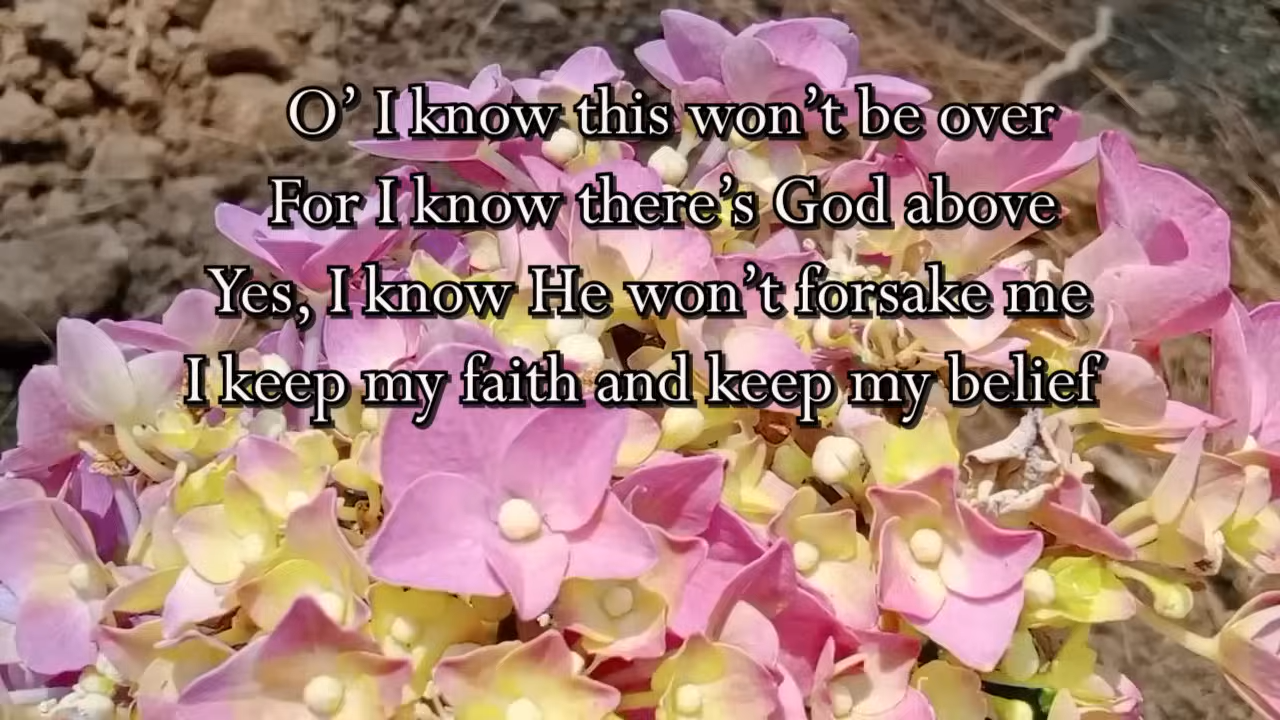 O’ I know this won’t be over
For I know there’s God above
Yes, I know He won’t forsake me
I keep my faith and keep my belief